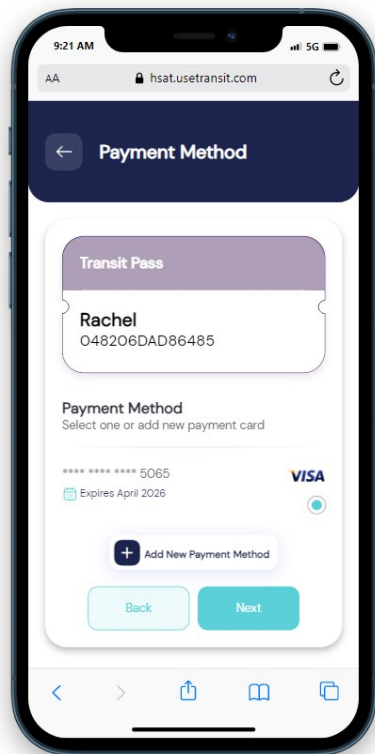 9:21 AM
5G
AA
hsat.usetransit.com
Payment Method
Transit Pass
Rachel
048206DAD86485
Payment Method
Select one or add new payment card
**** **** **** 5065
VISA
Expires April 2026
Add New Payment Method
Back
Next